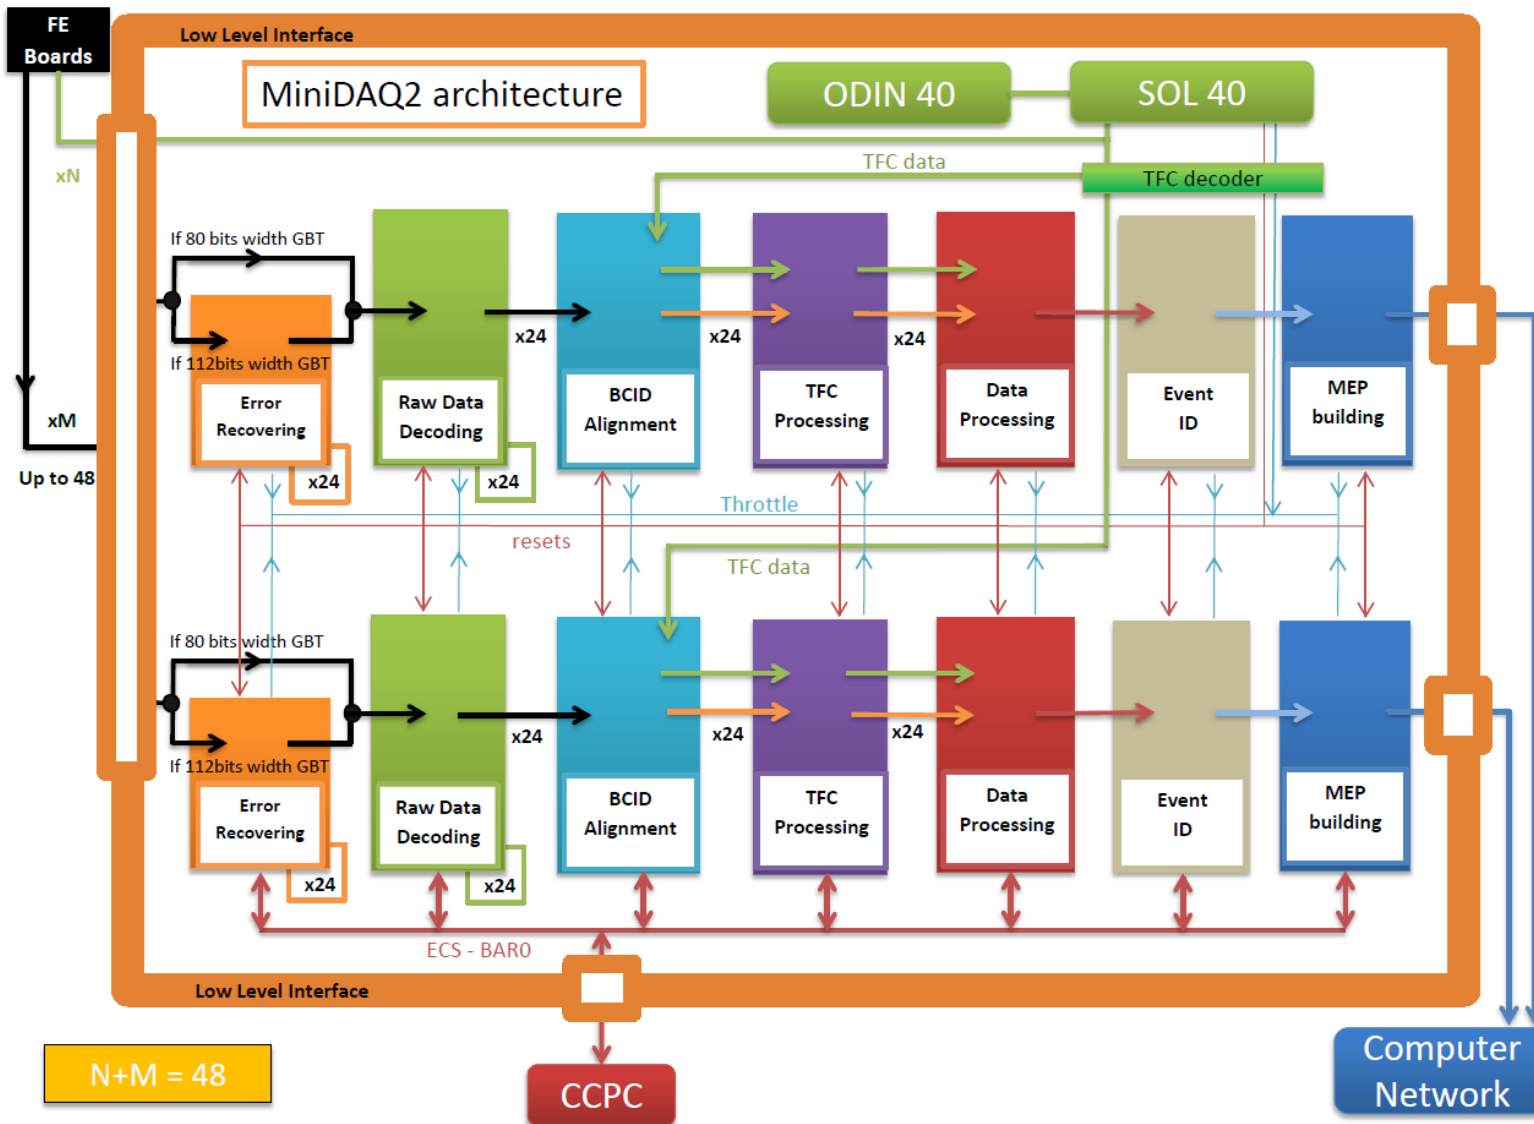 FE
Boards
Low Level Interface
MiniDAQ2 architecture
ODIN 40
SOL 40
xN
TFC data
TFC decoder
If 80 bits width GBT
If 112bits width GBT
x24
x24
x24
Error
Recovering
Raw Data
Decoding
BCID
Alignment
TFC
Processing
Data
Processing
Event
ID
MEP
building
xM
Up to 48
x24
x24
Throttle
resets
TFC data
If 80 bits width GBT
If 112bits width GBT
x24
x24
x24
Error
Recovering
Raw Data
Decoding
BCID
Alignment
TFC
Processing
Data
Processing
Event
ID
MEP
building
x24
x24
ECS - BAR0
Low Level Interface
N+M = 48
CCPC
Computer
Network